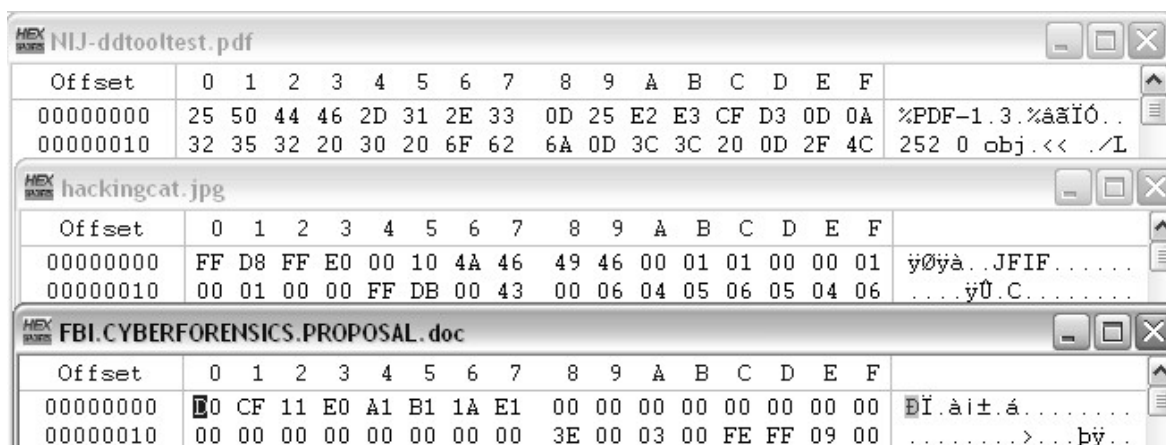 HEX NIJ-ddtooltest.pdf
Offset 0 1 2 3 4 5 6 7 8 9 A B C D E F
00000000 25 50 44 46 2D 31 2E 33 0D 25 E2 E3 CF D3 0D 0A %PDF-1.3.%âãÏÓ..
00000010 32 35 32 20 30 20 6F 62 6A 0D 3C 3C 20 0D 2F 4C 252 0 obj.<< ./L
HEX hackingcat.jpg
Offset 0 1 2 3 4 5 6 7 8 9 A B C D E F
00000000 FF D8 FF E0 00 10 4A 46 49 46 00 01 01 00 00 01 ÿØÿà..JFIF......
00000010 00 01 00 00 FF DB 00 43 00 06 04 05 06 05 04 06 ....ÿÛ.C........
HEX FBI.CYBERFORENSICS.PROPOSAL.doc
Offset 0 1 2 3 4 5 6 7 8 9 A B C D E F
00000000 D0 CF 11 E0 A1 B1 1A E1 00 00 00 00 00 00 00 00 ÐÏ.à¡±.á........
00000010 00 00 00 00 00 00 00 00 3E 00 03 00 FE FF 09 00 ........>...þÿ..